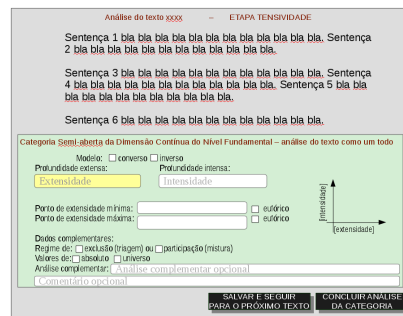 Análise do texto xxxx – ETAPA TENSIVIDADE
Sentença 1 bla bla bla bla bla bla bla bla bla bla bla bla. Sentença
2 bla bla bla bla bla bla bla bla bla bla bla bla.
Sentença 3 bla bla bla bla bla bla bla bla bla bla bla bla. Sentença
4 bla bla bla bla bla bla bla bla bla. Sentença 5 bla bla
bla bla bla bla bla bla bla bla bla bla.
Sentença 6 bla bla bla bla bla bla bla bla bla bla bla bla.
Categoria Semi-aberta da Dimensão Contínua do Nível Fundamental – análise do texto como um todo
Modelo: converso inverso
Profundidade extensa: Profundidade intensa:
Extensidade Intensidade
Ponto de extensidade mínima: eufórico
Ponto de extensidade máxima: eufórico
[intensidade]
[extensidade]
Dados complementares:
Regime de: exclusão (triagem) ou participação (mistura)
Valores de: absoluto universo
Análise complementar: Análise complementar opcional
Comentário opcional
SALVAR E SEGUIR
PARA O PRÓXIMO TEXTO
CONCLUIR ANÁLISE
DA CATEGORIA